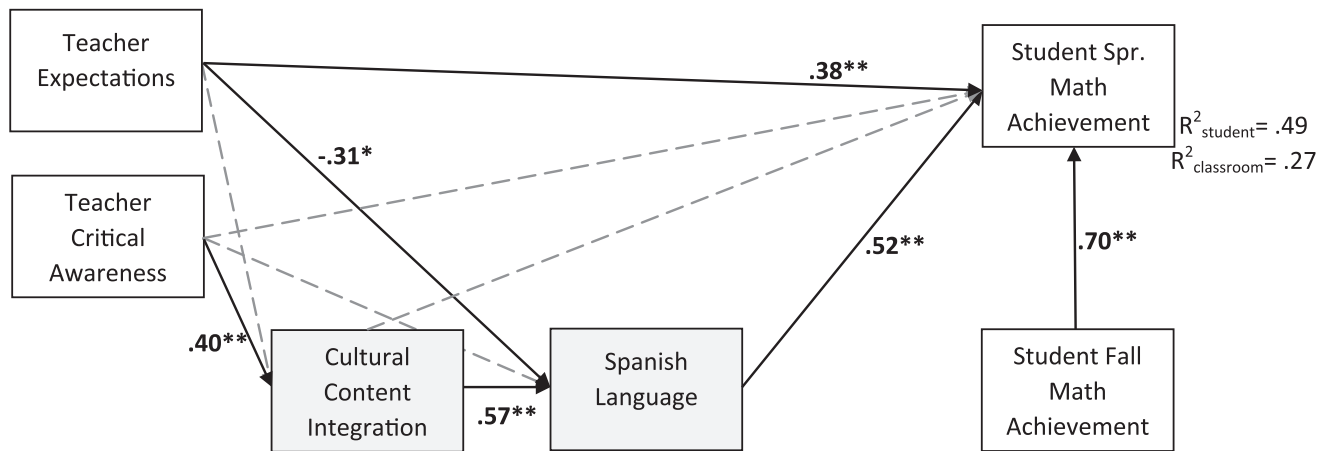 Teacher
Expectations
.38**
Student Spr.
Math
Achievement
R²student= .49
R²classroom= .27
-.31*
Teacher
Critical
Awareness
.52**
.70**
.40**
Cultural
Content
Integration
.57**
Spanish
Language
Student Fall
Math
Achievement